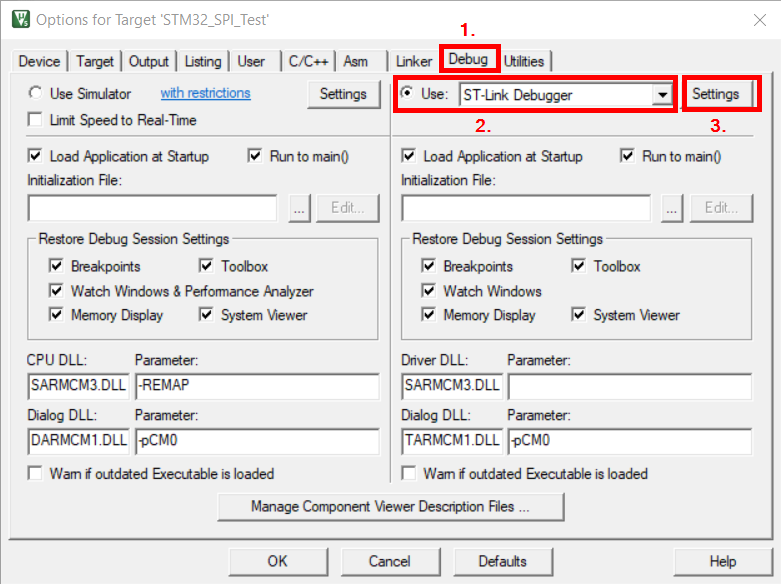 Options for Target 'STM32_SPI_Test'
1.
Device Target Output Listing User C/C++ Asm Linker Debug Utilities
Use Simulator with restrictions Settings Use: ST-Link Debugger Settings
Limit Speed to Real-Time 2. 3.
Load Application at Startup Run to main() Load Application at Startup Run to main()
Initialization File: Initialization File:
... Edit... ... Edit...
Restore Debug Session Settings Restore Debug Session Settings
Breakpoints Toolbox Breakpoints Toolbox
Watch Windows & Performance Analyzer Watch Windows
Memory Display System Viewer Memory Display System Viewer
CPU DLL: Parameter: Driver DLL: Parameter:
SARMCM3.DLL -REMAP SARMCM3.DLL
Dialog DLL: Parameter: Dialog DLL: Parameter:
DARMCM1.DLL -pCM0 TARMCM1.DLL -pCM0
Warn if outdated Executable is loaded Warn if outdated Executable is loaded
Manage Component Viewer Description Files ...
OK Cancel Defaults Help